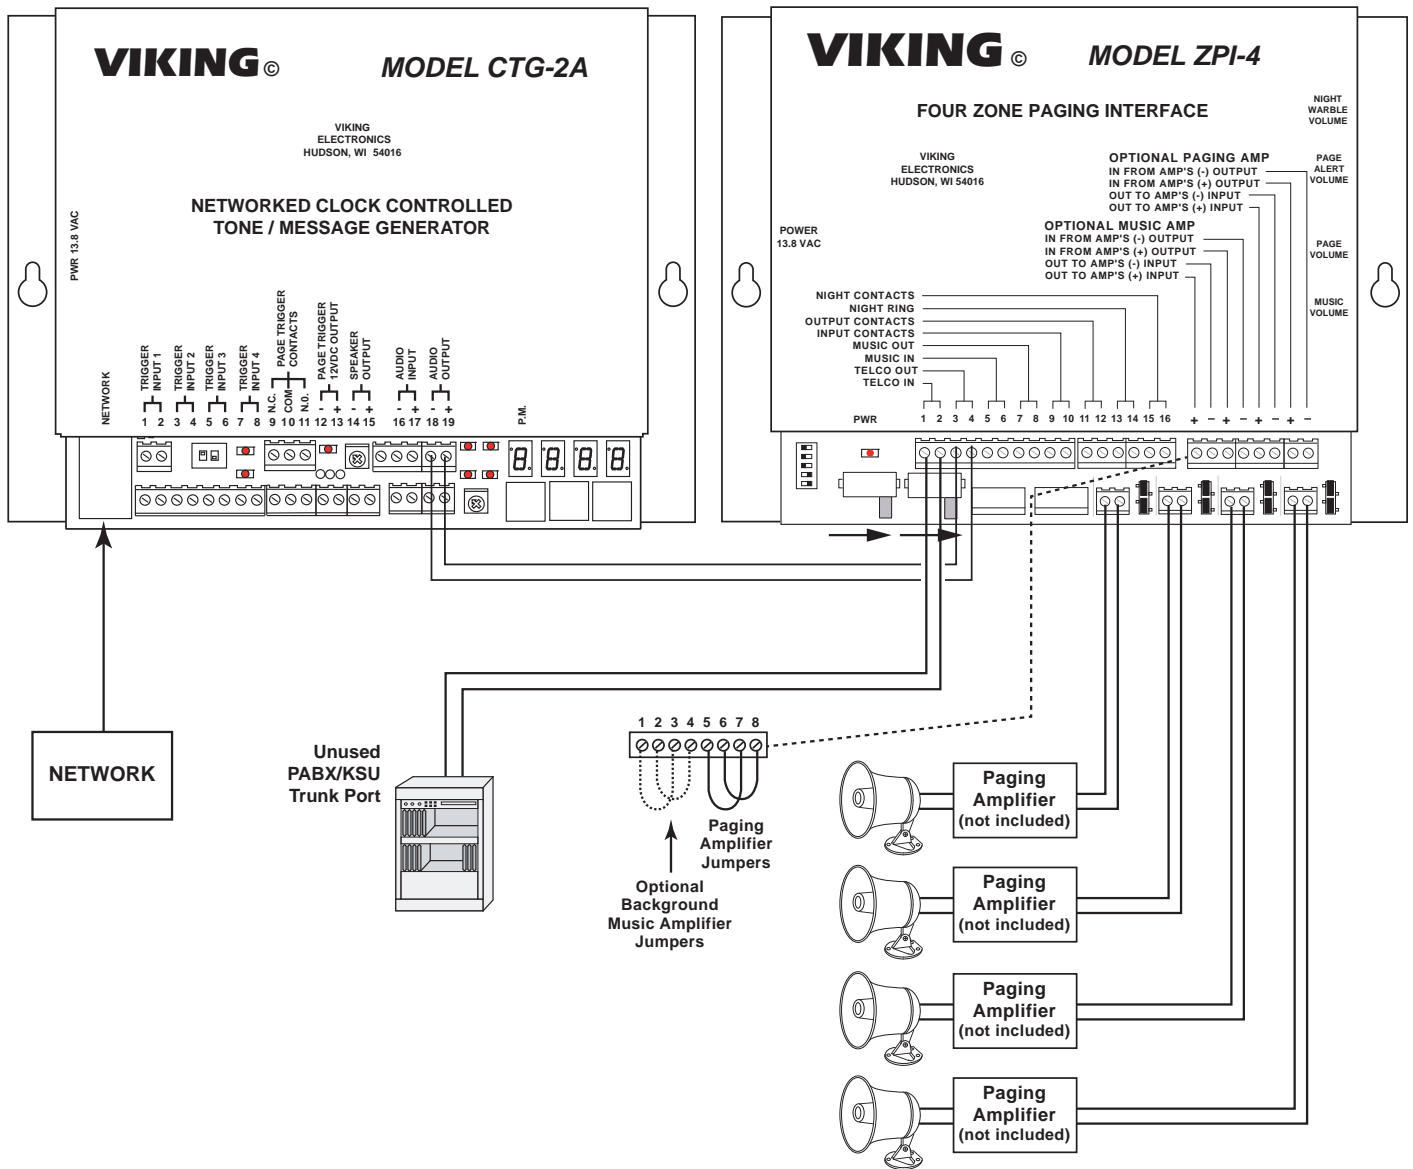 VIKING ©
MODEL CTG-2A
VIKING
ELECTRONICS
HUDSON, WI 54016
NETWORKED CLOCK CONTROLLED
TONE / MESSAGE GENERATOR
PWR 13.8 VAC
NETWORK
TRIGGER
INPUT 1
TRIGGER
INPUT 2
TRIGGER
INPUT 3
TRIGGER
INPUT 4
PAGE TRIGGER
CONTACTS
N.C.
COM
N.O.
PAGE TRIGGER
12VDC OUTPUT
SPEAKER
OUTPUT
AUDIO
INPUT
AUDIO
OUTPUT
P.M.
- + - + - + - +
1 2 3 4 5 6 7 8 9 10 11 12 13 14 15 16 17 18 19
8. 8. 8. 8.
VIKING ©
MODEL ZPI-4
FOUR ZONE PAGING INTERFACE
VIKING
ELECTRONICS
HUDSON, WI 54016
POWER
13.8 VAC
NIGHT
WARBLE
VOLUME
PAGE
ALERT
VOLUME
PAGE
VOLUME
MUSIC
VOLUME
OPTIONAL PAGING AMP
IN FROM AMP'S (-) OUTPUT
IN FROM AMP'S (+) OUTPUT
OUT TO AMP'S (-) INPUT
OUT TO AMP'S (+) INPUT
OPTIONAL MUSIC AMP
IN FROM AMP'S (-) OUTPUT
IN FROM AMP'S (+) OUTPUT
OUT TO AMP'S (-) INPUT
OUT TO AMP'S (+) INPUT
NIGHT CONTACTS
NIGHT RING
OUTPUT CONTACTS
INPUT CONTACTS
MUSIC OUT
MUSIC IN
TELCO OUT
TELCO IN
PWR
1 2 3 4 5 6 7 8 9 10 11 12 13 14 15 16
+ - + - + - + -
NETWORK
Unused
PABX/KSU
Trunk Port
1 2 3 4 5 6 7 8
Paging
Amplifier
Jumpers
Optional
Background
Music Amplifier
Jumpers
Paging
Amplifier
(not included)
Paging
Amplifier
(not included)
Paging
Amplifier
(not included)
Paging
Amplifier
(not included)